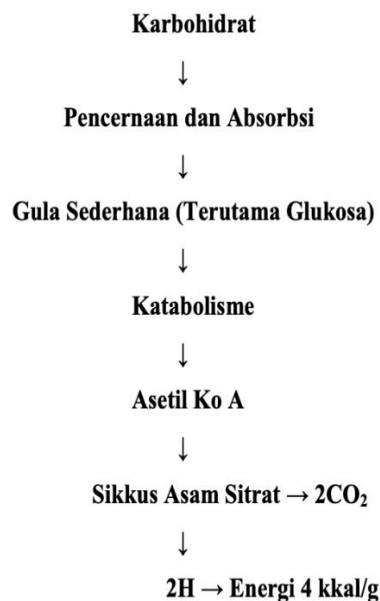 Karbohidrat
↓
Pencernaan dan Absorbsi
↓
Gula Sederhana (Terutama Glukosa)
↓
Katabolisme
↓
Asetil Ko A
↓
Sikkus Asam Sitrat → 2CO₂
↓
2H → Energi 4 kkal/g